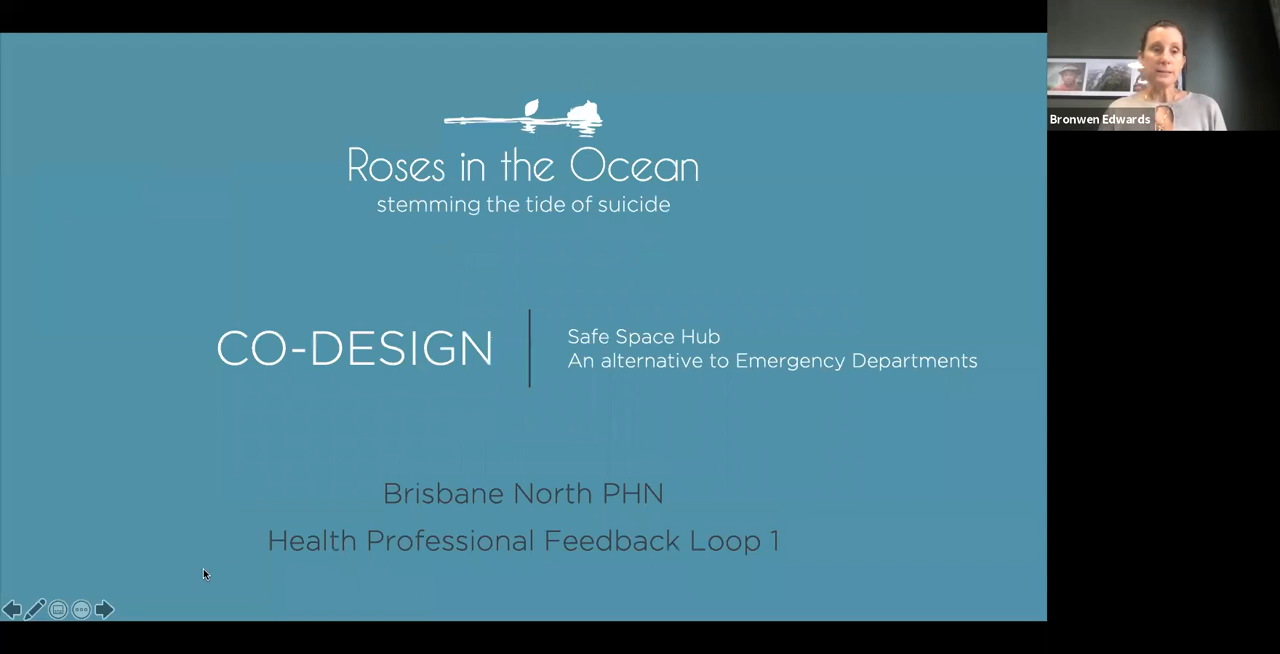 Roses in the Ocean
stemming the tide of suicide
CO-DESIGN
Safe Space Hub
An alternative to Emergency Departments
Brisbane North PHN
Health Professional Feedback Loop 1
Bronwen Edwards